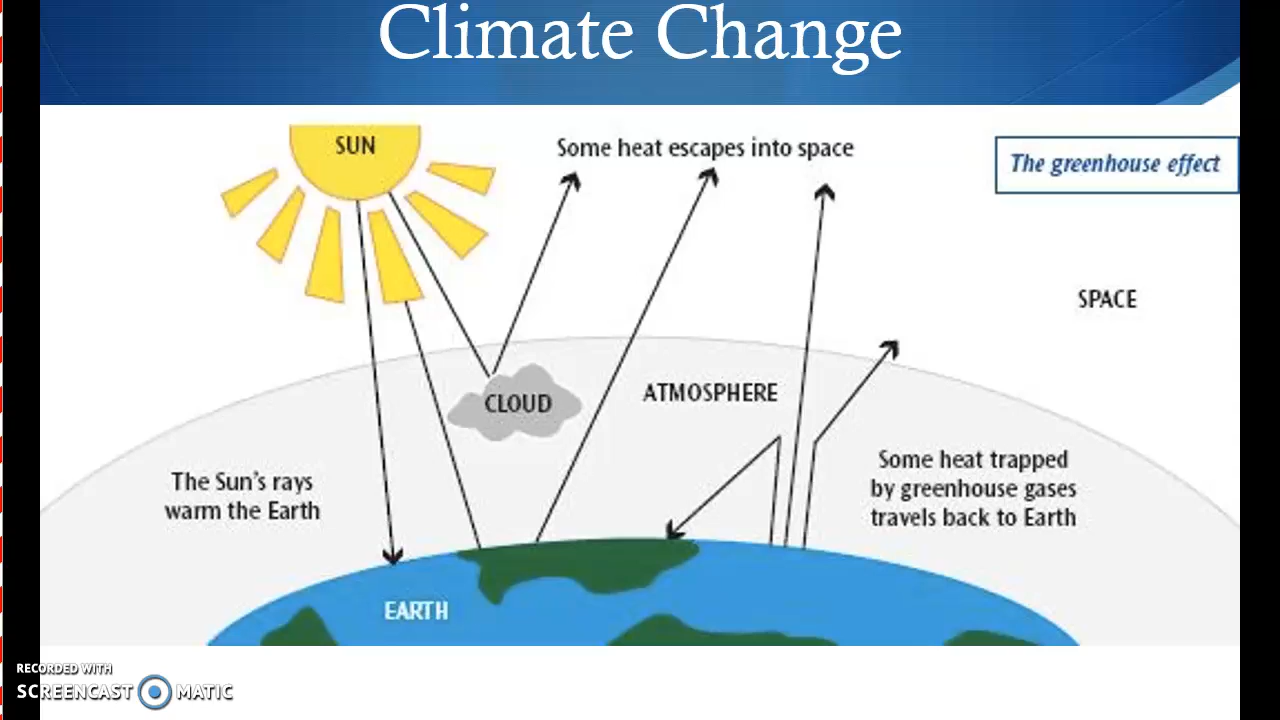 Climate Change
SUN
Some heat escapes into space
The greenhouse effect
SPACE
CLOUD
ATMOSPHERE
The Sun's rays
warm the Earth
Some heat trapped
by greenhouse gases
travels back to Earth
EARTH
RECORDED WITH
SCREENCAST MATIC